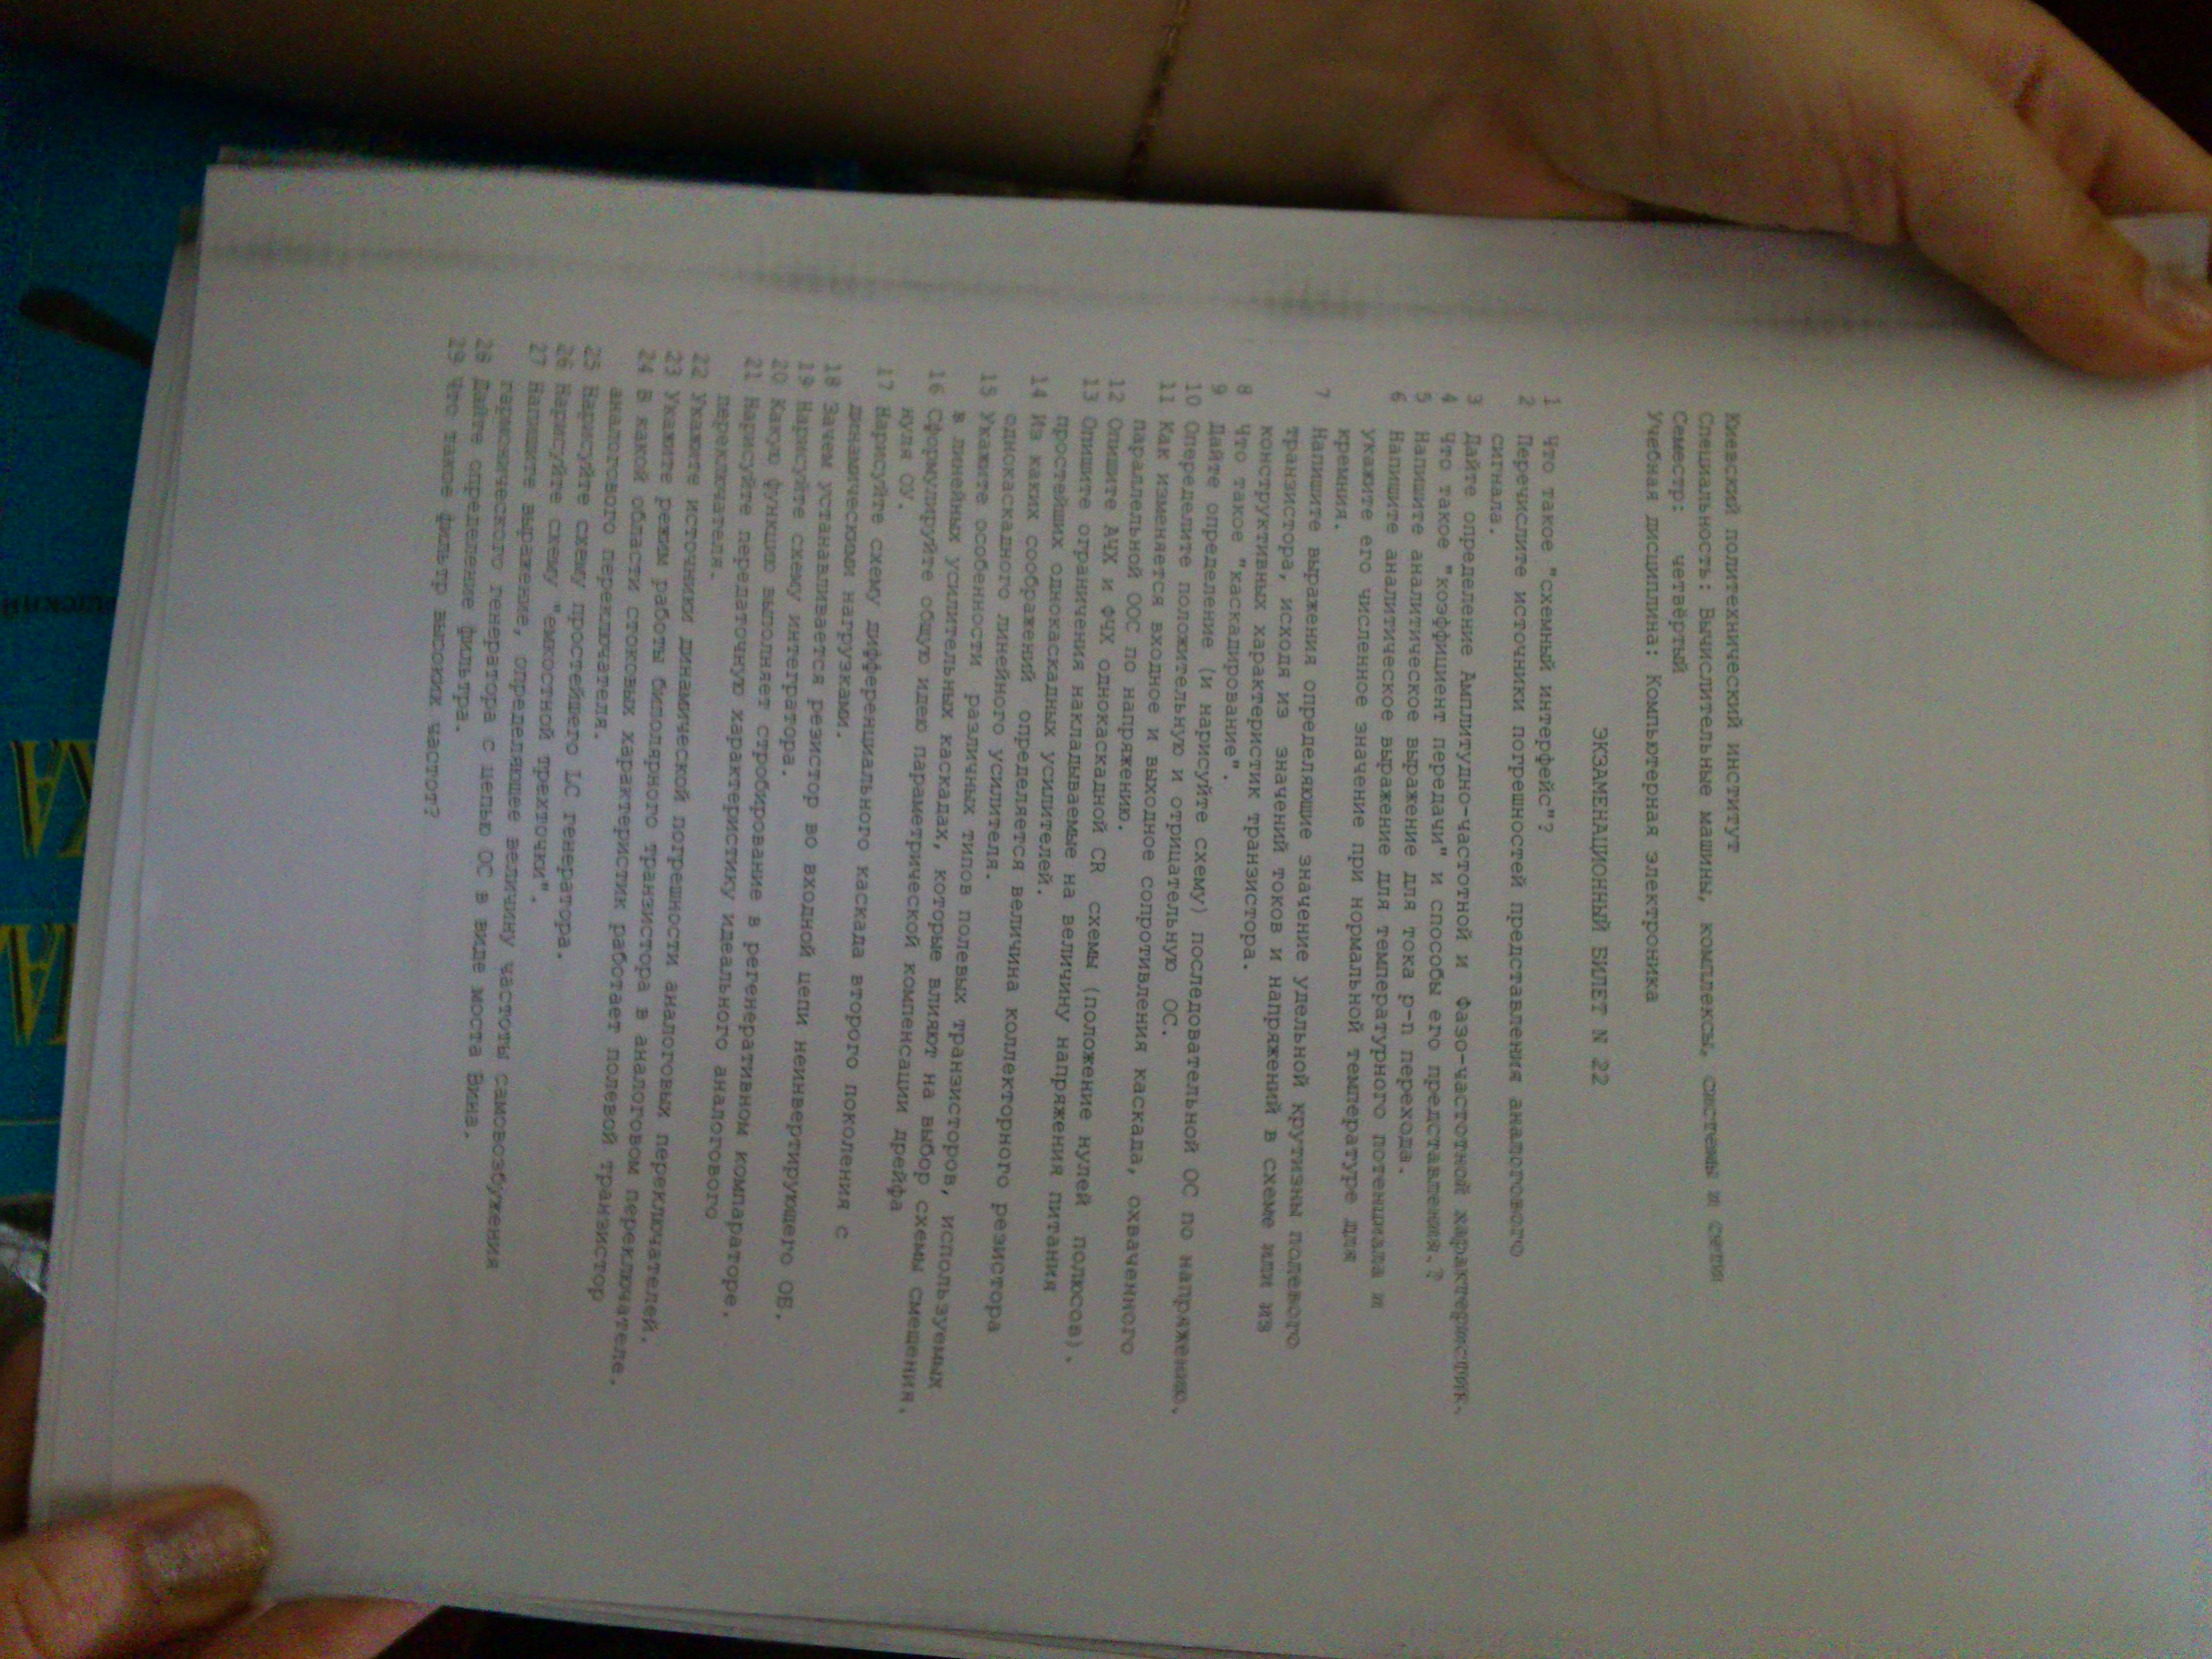 Киевский политехнический институт
Специальность: Вычислительные машины, комплексы, системы и сети
Семестр: четвёртый
Учебная дисциплина: Компьютерная электроника
ЭКЗАМЕНАЦИОННЫЙ БИЛЕТ N 22
1 Что такое "схемный интерфейс"?
2 Перечислите источники погрешностей представления аналогового
сигнала.
3 Дайте определение Амплитудно-частотной и Фазо-частотной характеристик.
4 Что такое "коэффициент передачи" и способы его представления.?
5 Напишите аналитическое выражение для тока p-n перехода.
6 Напишите аналитическое выражение для температурного потенциала и
укажите его численное значение при нормальной температуре для
кремния.
7 Напишите выражения определяющие значение удельной крутизны полевого
транзистора, исходя из значений токов и напряжений в схеме или из
конструктивных характеристик транзистора.
8 Что такое "каскадирование".
9 Дайте определение (и нарисуйте схему) последовательной ОС по напряжению.
10 Определите положительную и отрицательную ОС.
11 Как изменяется входное и выходное сопротивления каскада, охваченного
параллельной ООС по напряжению.
12 Опишите АЧХ и ФЧХ однокаскадной CR схемы (положение нулей полюсов).
13 Опишите ограничения накладываемые на величину напряжения питания
простейших однокаскадных усилителей.
14 Из каких соображений определяется величина коллекторного резистора
однокаскадного линейного усилителя.
15 Укажите особенности различных типов полевых транзисторов, используемых
в линейных усилительных каскадах, которые влияют на выбор схемы смещения.
16 Сформулируйте общую идею параметрической компенсации дрейфа
нуля ОУ.
17 Нарисуйте схему дифференциального каскада второго поколения с
динамическими нагрузками.
18 Зачем устанавливается резистор во входной цепи неинвертирующего ОБ.
19 Нарисуйте схему интегратора.
20 Какую функцию выполняет стробирование в регенеративном компараторе.
21 Нарисуйте передаточную характеристику идеального аналогового
переключателя.
22 Укажите источники динамической погрешности аналоговых переключателей.
23 Укажите режим работы биполярного транзистора в аналоговом переключателе.
24 В какой области стоковых характеристик работает полевой транзистор
аналогового переключателя.
25 Нарисуйте схему простейшего LC генератора.
26 Нарисуйте схему "емкостной трехточки".
27 Напишите выражение, определяющее величину частоты самовозбужения
гармонического генератора с цепью ОС в виде моста Вина.
28 Дайте определение фильтра.
29 Что такое фильтр высоких частот?